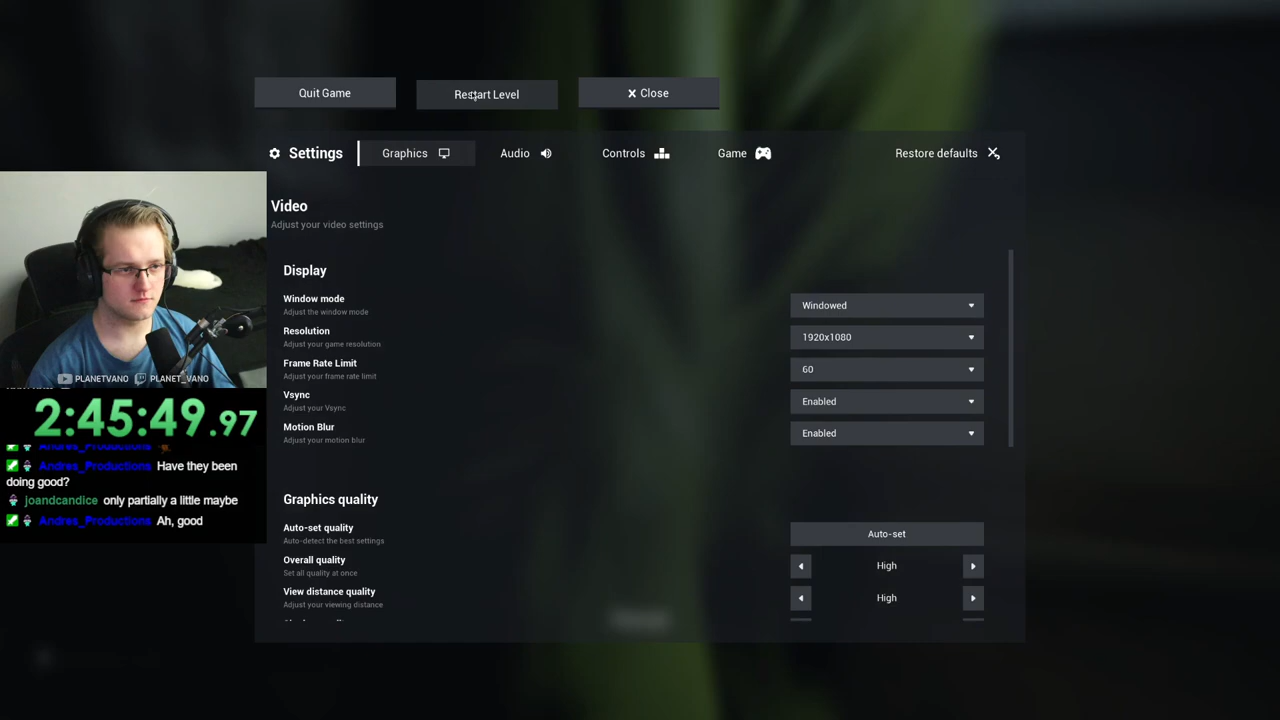 Quit Game
Restart Level
Close
Settings
Graphics
Audio
Controls
Game
Restore defaults
Video
Adjust your video settings
Display
Window mode
Adjust the window mode
Windowed
Resolution
Adjust your game resolution
1920x1080
Frame Rate Limit
Adjust your frame rate limit
60
Vsync
Adjust your Vsync
Enabled
Motion Blur
Adjust your motion blur
Enabled
Graphics quality
Auto-set quality
Auto-detect the best settings
Auto-set
Overall quality
Set all quality at once
High
View distance quality
Adjust your viewing distance
High
PLANETVANO
PLANET_VANO
2:45:49.97
Andres_Productions
Andres_Productions Have they been
doing good?
joandcandice only partially a little maybe
Andres_Productions Ah, good